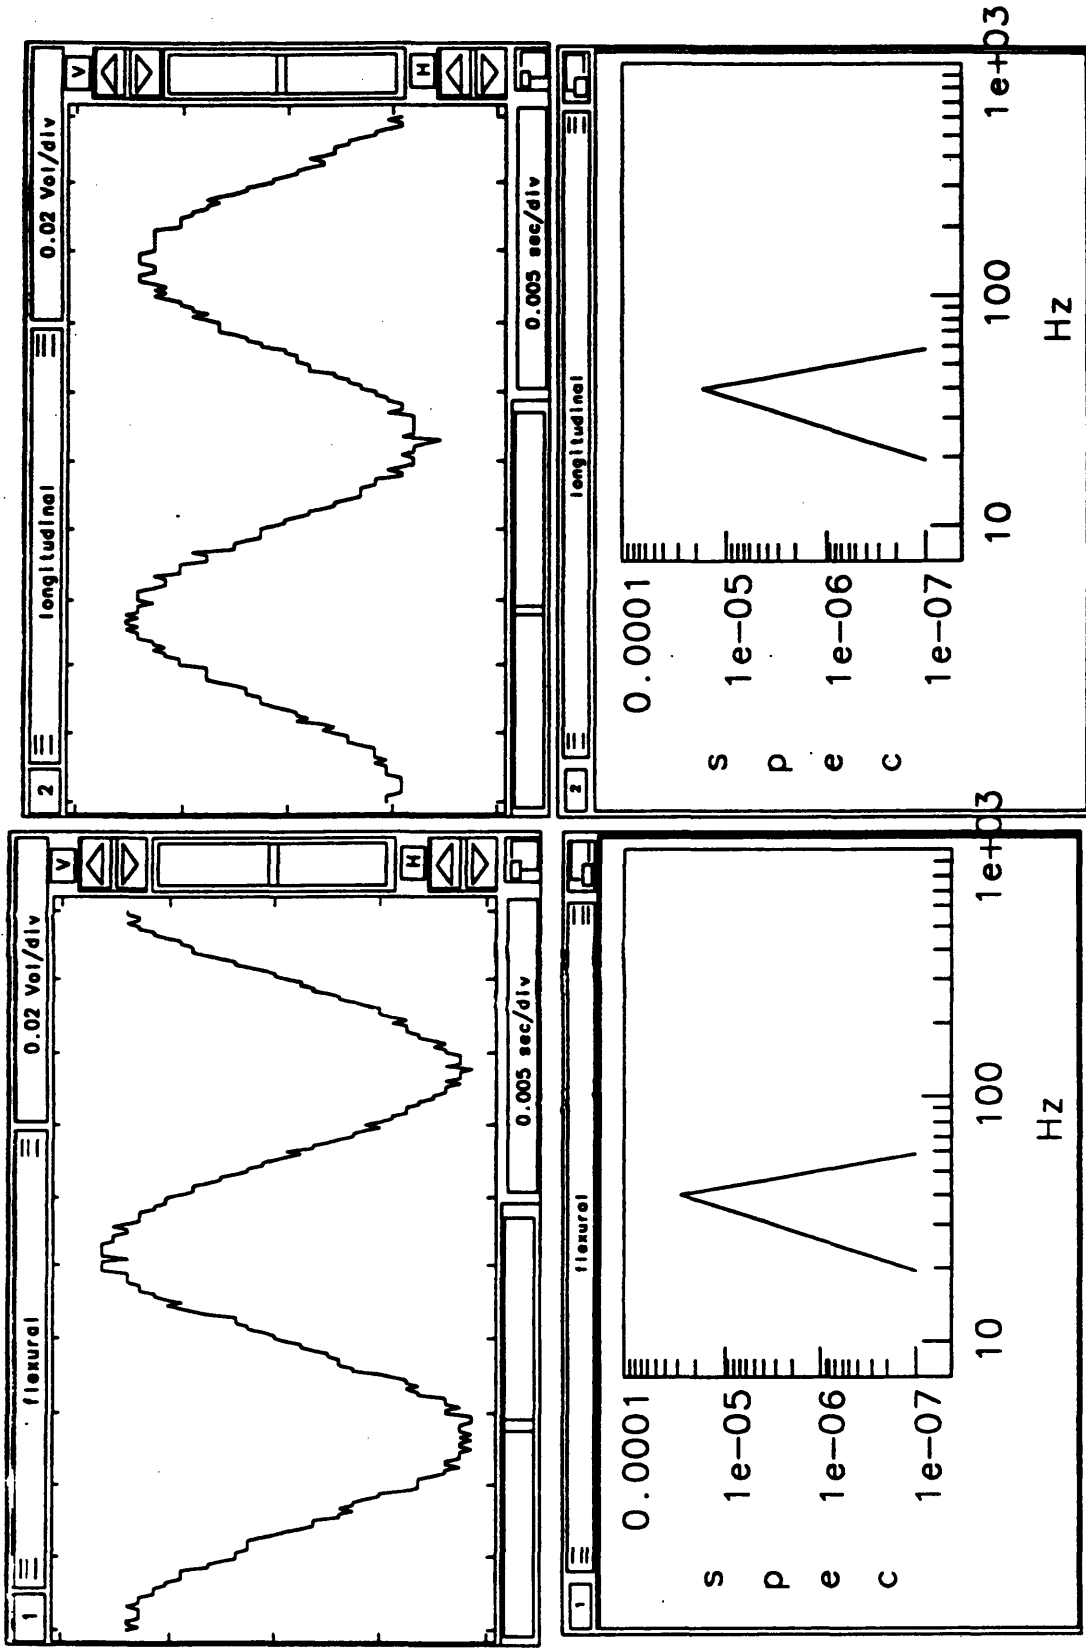 1
flexural
0.02 Vol/div
V
H
0.005 sec/div
2
longitudinal
0.02 Vol/div
V
H
0.005 sec/div
1
flexural
0.0001
1e-05
1e-06
1e-07
s
p
e
c
10
100
1e+03
Hz
2
longitudinal
0.0001
1e-05
1e-06
1e-07
s
p
e
c
10
100
1e+03
Hz